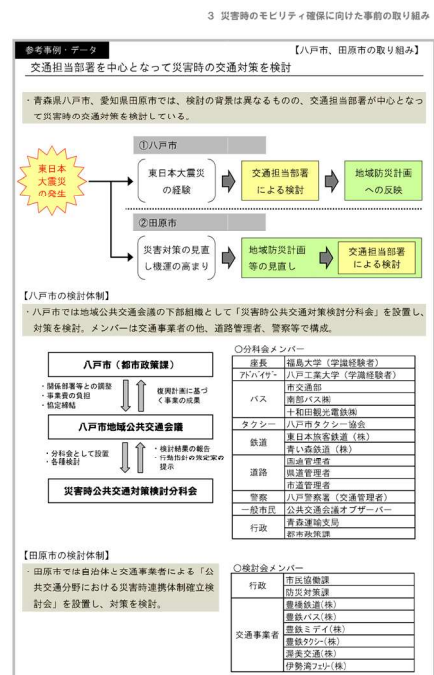 3 災害時のモビリティ確保に向けた事前の取り組み
参考事例・データ
【八戸市、田原市の取り組み】
交通担当部署を中心となって災害時の交通対策を検討
・青森県八戸市、愛知県田原市では、検討の背景は異なるものの、交通担当部署が中心となっ
て災害時の交通対策を検討している。
東日本
大震災
の発生
①八戸市
東日本大震災
の経験
交通担当部署
による検討
地域防災計画
への反映
②田原市
災害対策の見直
し機運の高まり
地域防災計画
等の見直し
交通担当部署
による検討
【八戸市の検討体制】
・八戸市では地域公共交通会議の下部組織として「災害時公共交通対策検討分科会」を設置し、
対策を検討。メンバーは交通事業者の他、道路管理者、警察等で構成。
八戸市（都市政策課）
・関係部署等との調整
・事業費の負担
・協定締結
復興計画に基づ
く事業の成果
八戸市地域公共交通会議
・分科会として設置
・各種検討
・検討結果の報告
・行動指針の策定案の
提示
災害時公共交通対策検討分科会
○分科会メンバー
座長 福島大学（学識経験者）
ｱﾄﾞﾊﾞｲｻﾞｰ 八戸工業大学（学識経験者）
バス 市交通部
南部バス㈱
十和田観光電鉄㈱
タクシー 八戸市タクシー協会
鉄道 東日本旅客鉄道（株）
青い森鉄道（株）
道路 国道管理者
県道管理者
市道管理者
警察 八戸警察署（交通管理者）
一般市民 公共交通会議オブザーバー
行政 青森運輸支局
都市政策課
【田原市の検討体制】
・田原市では自治体と交通事業者による「公
共交通分野における災害時連携体制確立検
討会」を設置し、対策を検討。
○検討会メンバー
行政 市民協働課
防災対策課
交通事業者 豊橋鉄道(株)
豊鉄バス(株)
豊鉄ミデイ(株)
豊鉄ﾀｸｼｰ(株)
渥美交通(株)
伊勢湾ﾌｪﾘｰ(株)